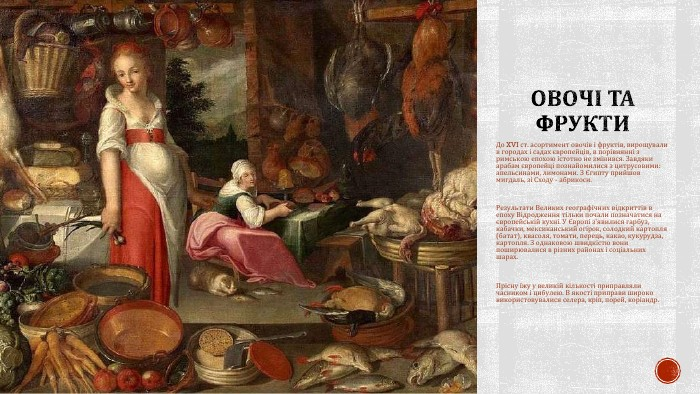 ОВОЧІ ТА
ФРУКТИ
До XVI ст. асортимент овочів і фруктів, вирощували
в городах і садах європейців, в порівнянні з
римською епохою істотно не змінився. Завдяки
арабам європейці познайомилися з цитрусовими:
апельсинами, лимонами. З Єгипту прийшов
мигдаль, зі Сходу - абрикоси.
Результати Великих географічних відкриттів в
епоху Відродження тільки почали позначатися на
європейській кухні. У Європі з'явилися гарбуз,
кабачки, мексиканський огірок, солодкий картопля
(батат), квасоля, томати, перець, какао, кукурудза,
картопля. З однаковою швидкістю вони
поширювалися в різних районах і соціальних
шарах.
Прісну їжу у великій кількості приправляли
часником і цибулею. В якості приправи широко
використовувалися селера, кріп, порей, коріандр.